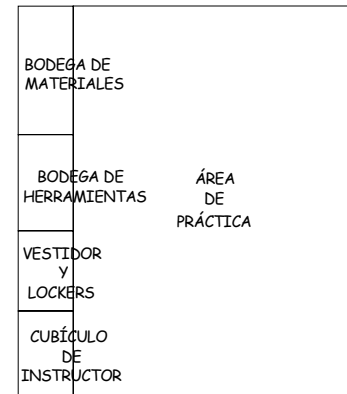 BODEGA DE
MATERIALES
BODEGA DE
HERRAMIENTAS
ÁREA
DE
PRÁCTICA
VESTIDOR
Y
LOCKERS
CUBÍCULO
DE
INSTRUCTOR